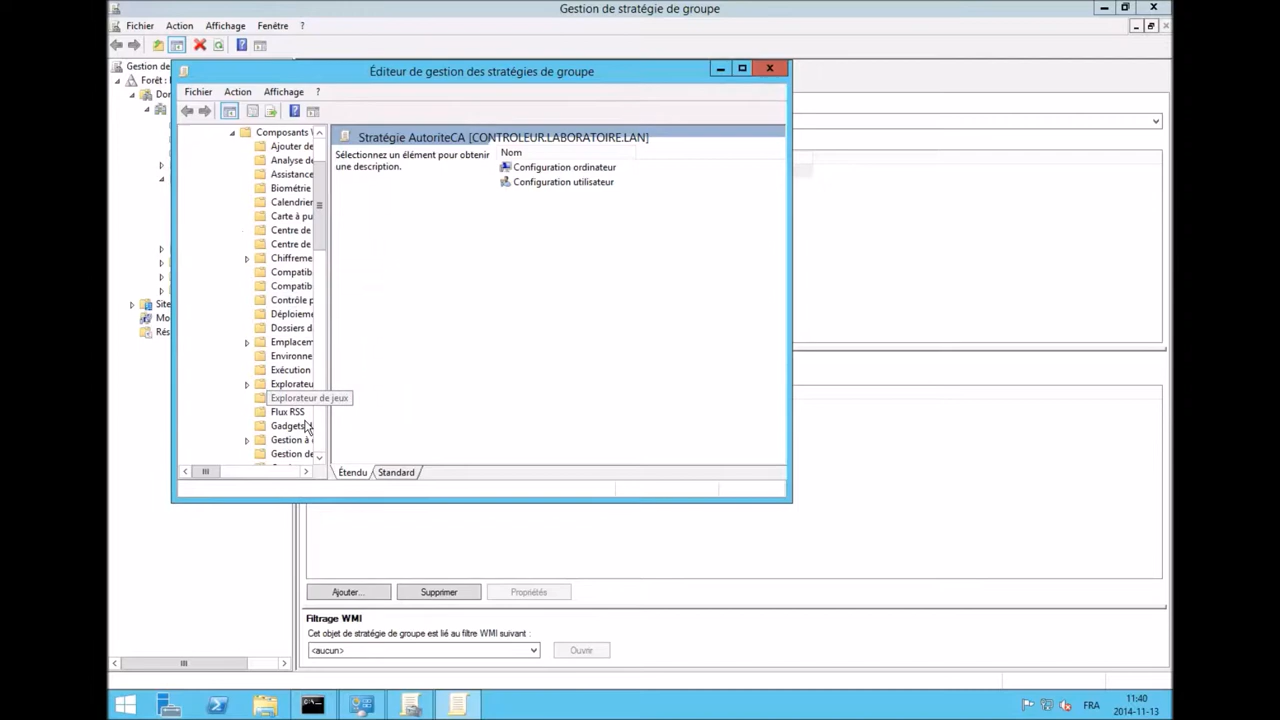 Gestion de stratégie de groupe
Fichier Action Affichage Fenêtre ?
Gestion de
Forêt :
Dor
Site
Mo
Rés
Éditeur de gestion des stratégies de groupe
Fichier Action Affichage ?
Composants
Ajouter de
Analyse de
Assistance
Biométrie
Calendrier
Carte à pu
Centre de
Centre de
Chiffreme
Compatib
Compatib
Contrôle p
Déploieme
Dossiers d
Emplacem
Environne
Exécution
Explorateu
Explorateur de jeux
Flux RSS
Gadgets
Gestion à
Gestion de
Stratégie AutoriteCA [CONTROLEUR.LABORATOIRE.LAN]
Sélectionnez un élément pour obtenir
une description.
Nom
Configuration ordinateur
Configuration utilisateur
Étendu Standard
Ajouter... Supprimer Propriétés
Filtrage WMI
Cet objet de stratégie de groupe est lié au filtre WMI suivant :
<aucun> Ouvrir
FRA
11:40
2014-11-13